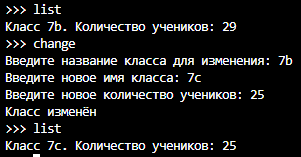 >>> list
Класс 7b. Количество учеников: 29
>>> change
Введите название класса для изменения: 7b
Введите новое имя класса: 7c
Введите новое количество учеников: 25
Класс изменён
>>> list
Класс 7c. Количество учеников: 25